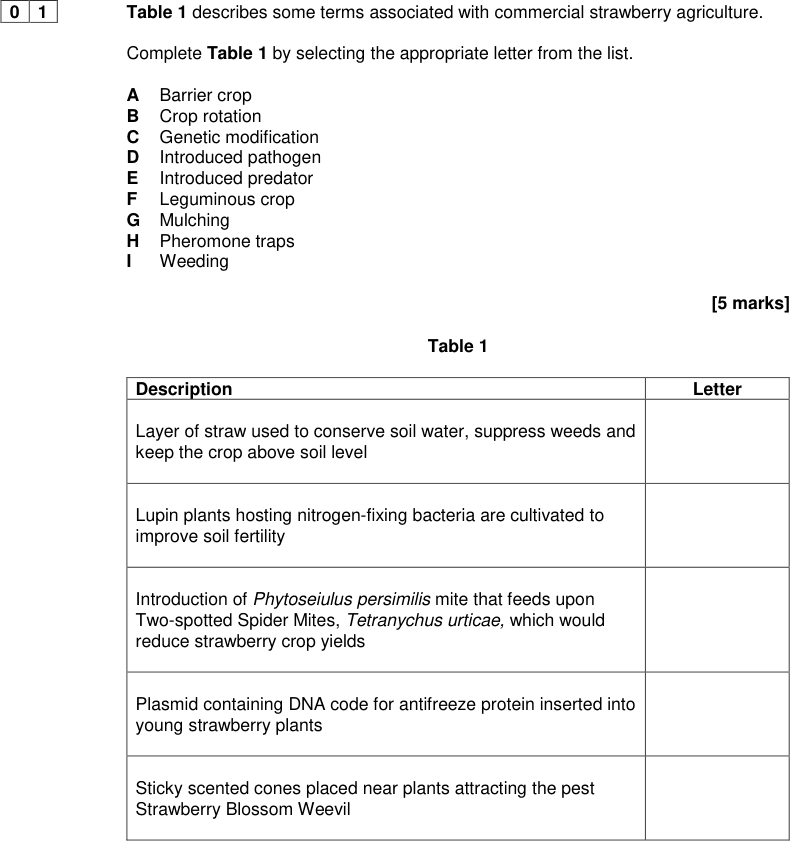 0 1 Table 1 describes some terms associated with commercial strawberry agriculture.
Complete Table 1 by selecting the appropriate letter from the list.
A Barrier crop
B Crop rotation
C Genetic modification
D Introduced pathogen
E Introduced predator
F Leguminous crop
G Mulching
H Pheromone traps
I Weeding
[5 marks]
Table 1
Description Letter
Layer of straw used to conserve soil water, suppress weeds and
keep the crop above soil level
Lupin plants hosting nitrogen-fixing bacteria are cultivated to
improve soil fertility
Introduction of Phytoseiulus persimilis mite that feeds upon
Two-spotted Spider Mites, Tetranychus urticae, which would
reduce strawberry crop yields
Plasmid containing DNA code for antifreeze protein inserted into
young strawberry plants
Sticky scented cones placed near plants attracting the pest
Strawberry Blossom Weevil